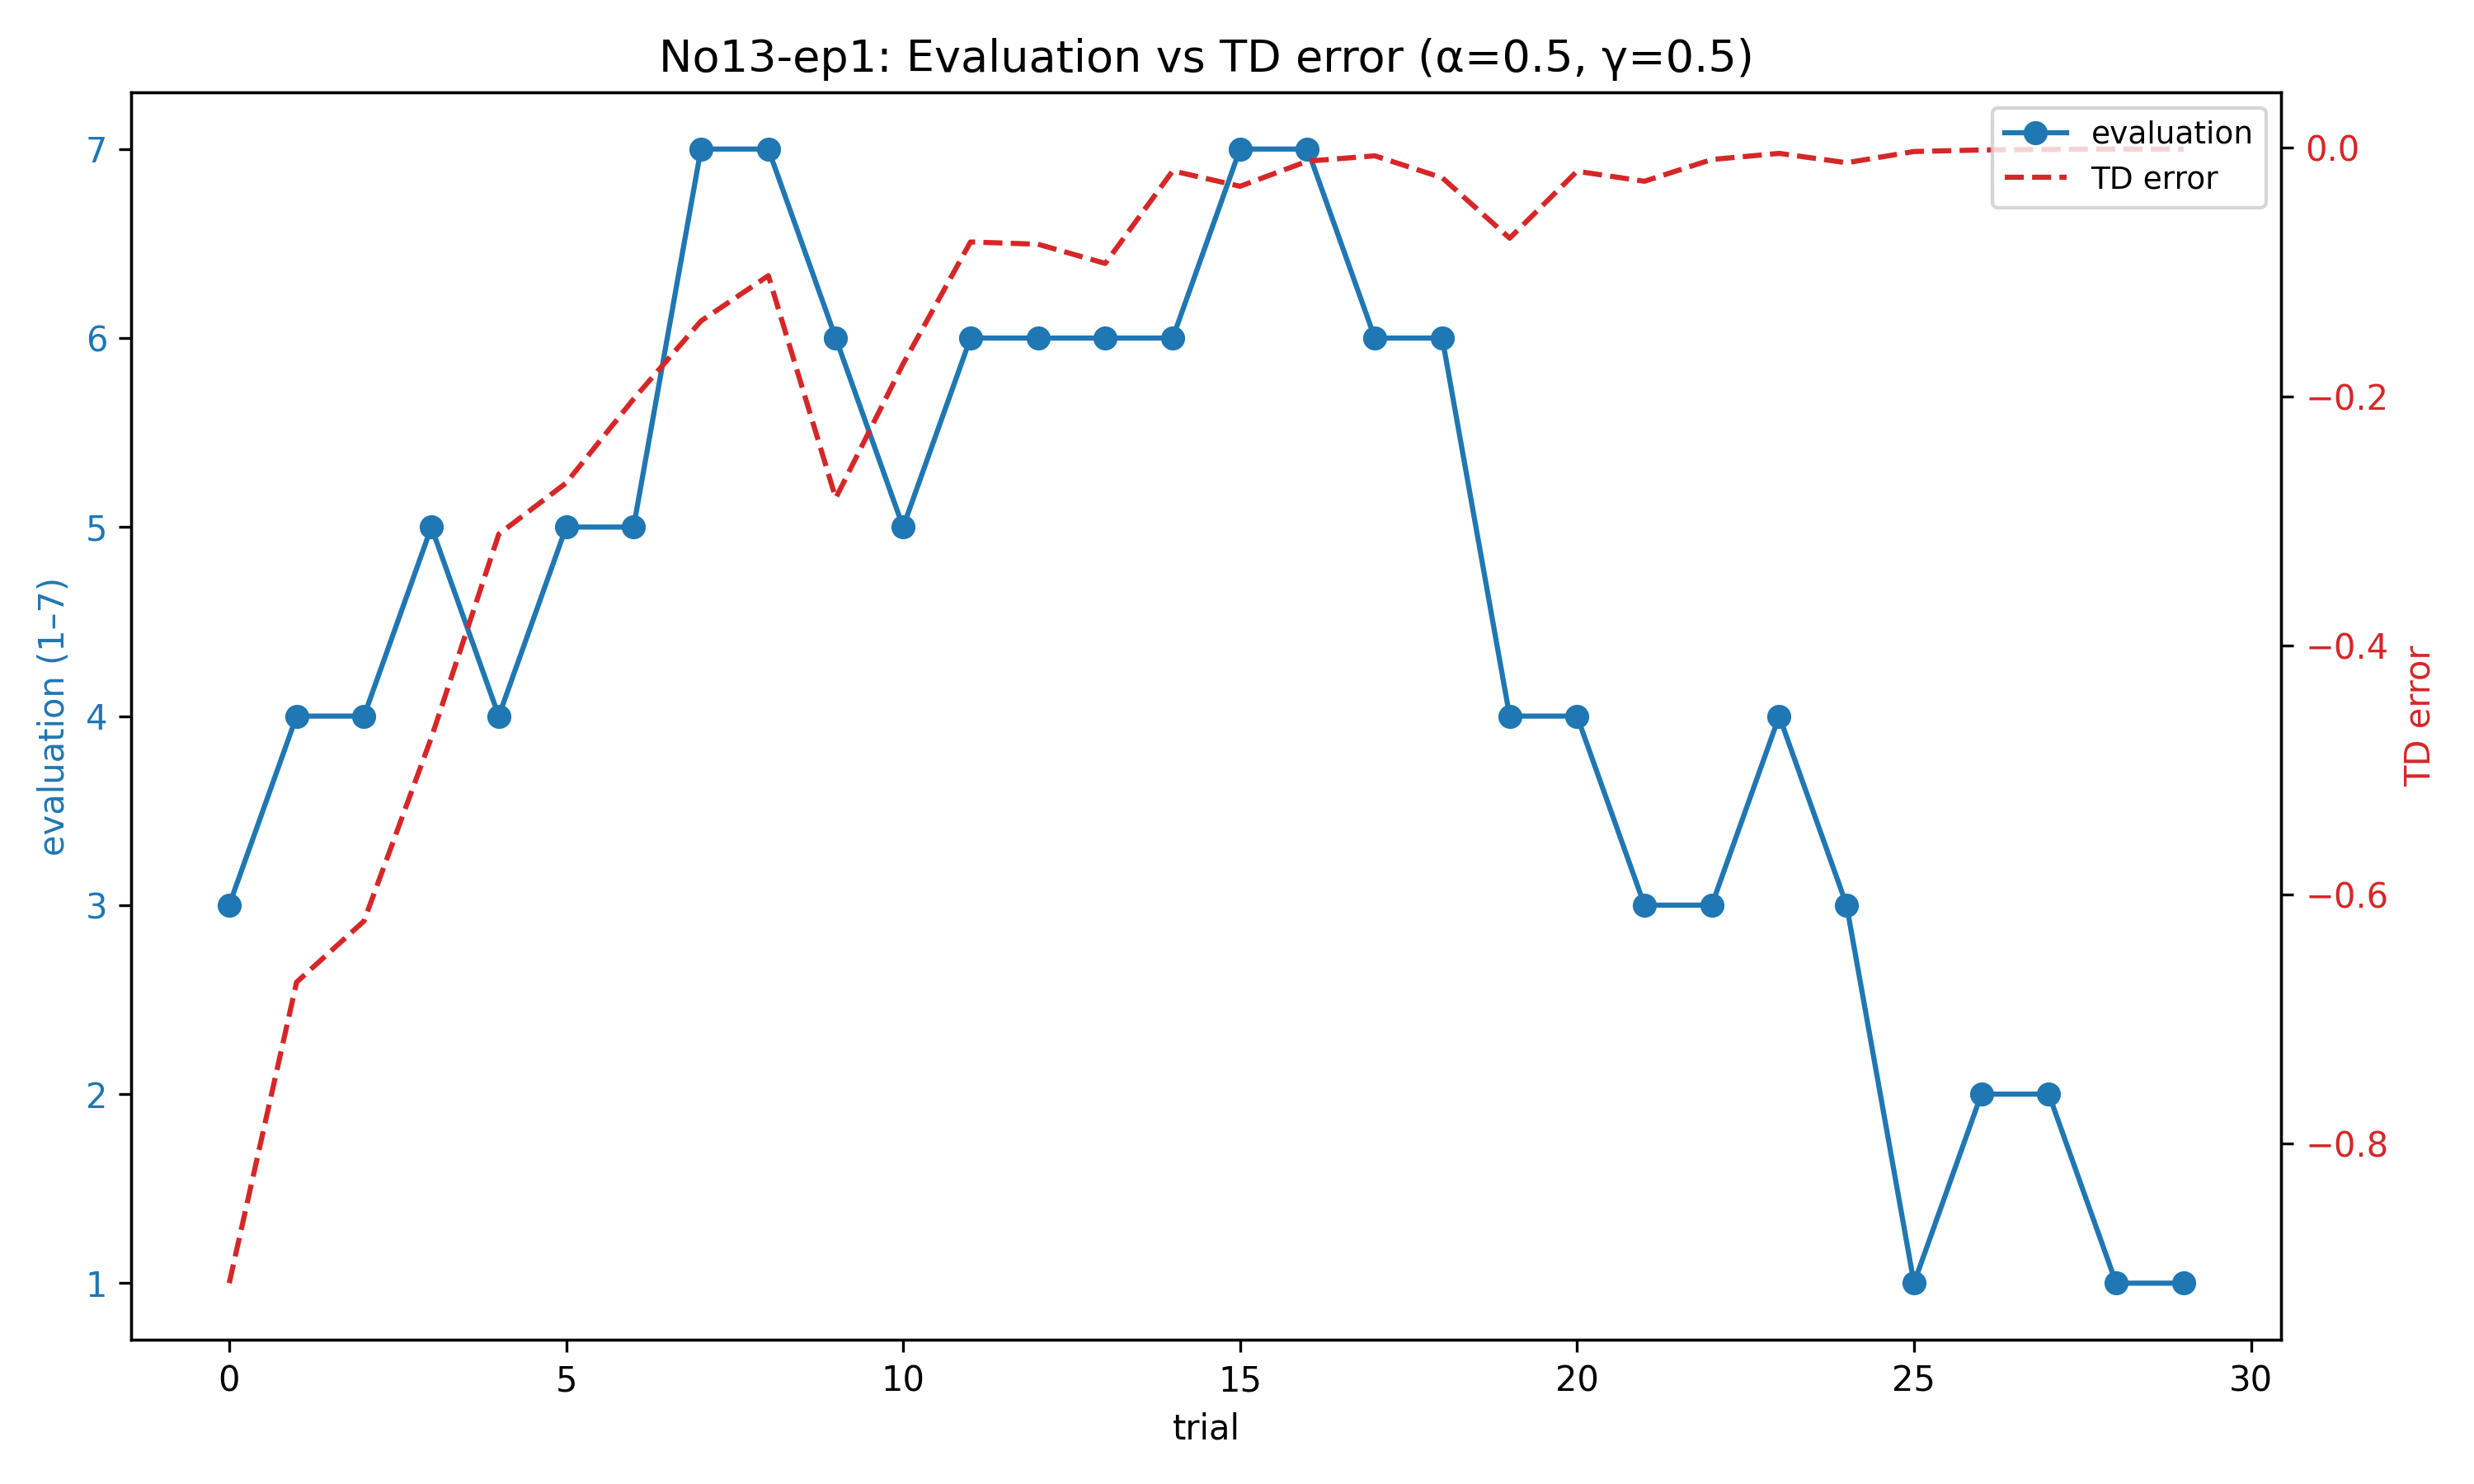 No13-ep1: Evaluation vs TD error (α=0.5, γ=0.5)
evaluation
TD error
7
6
5
4
3
2
1
evaluation (1–7)
0.0
−0.2
−0.4
−0.6
−0.8
TD error
0 5 10 15 20 25 30
trial